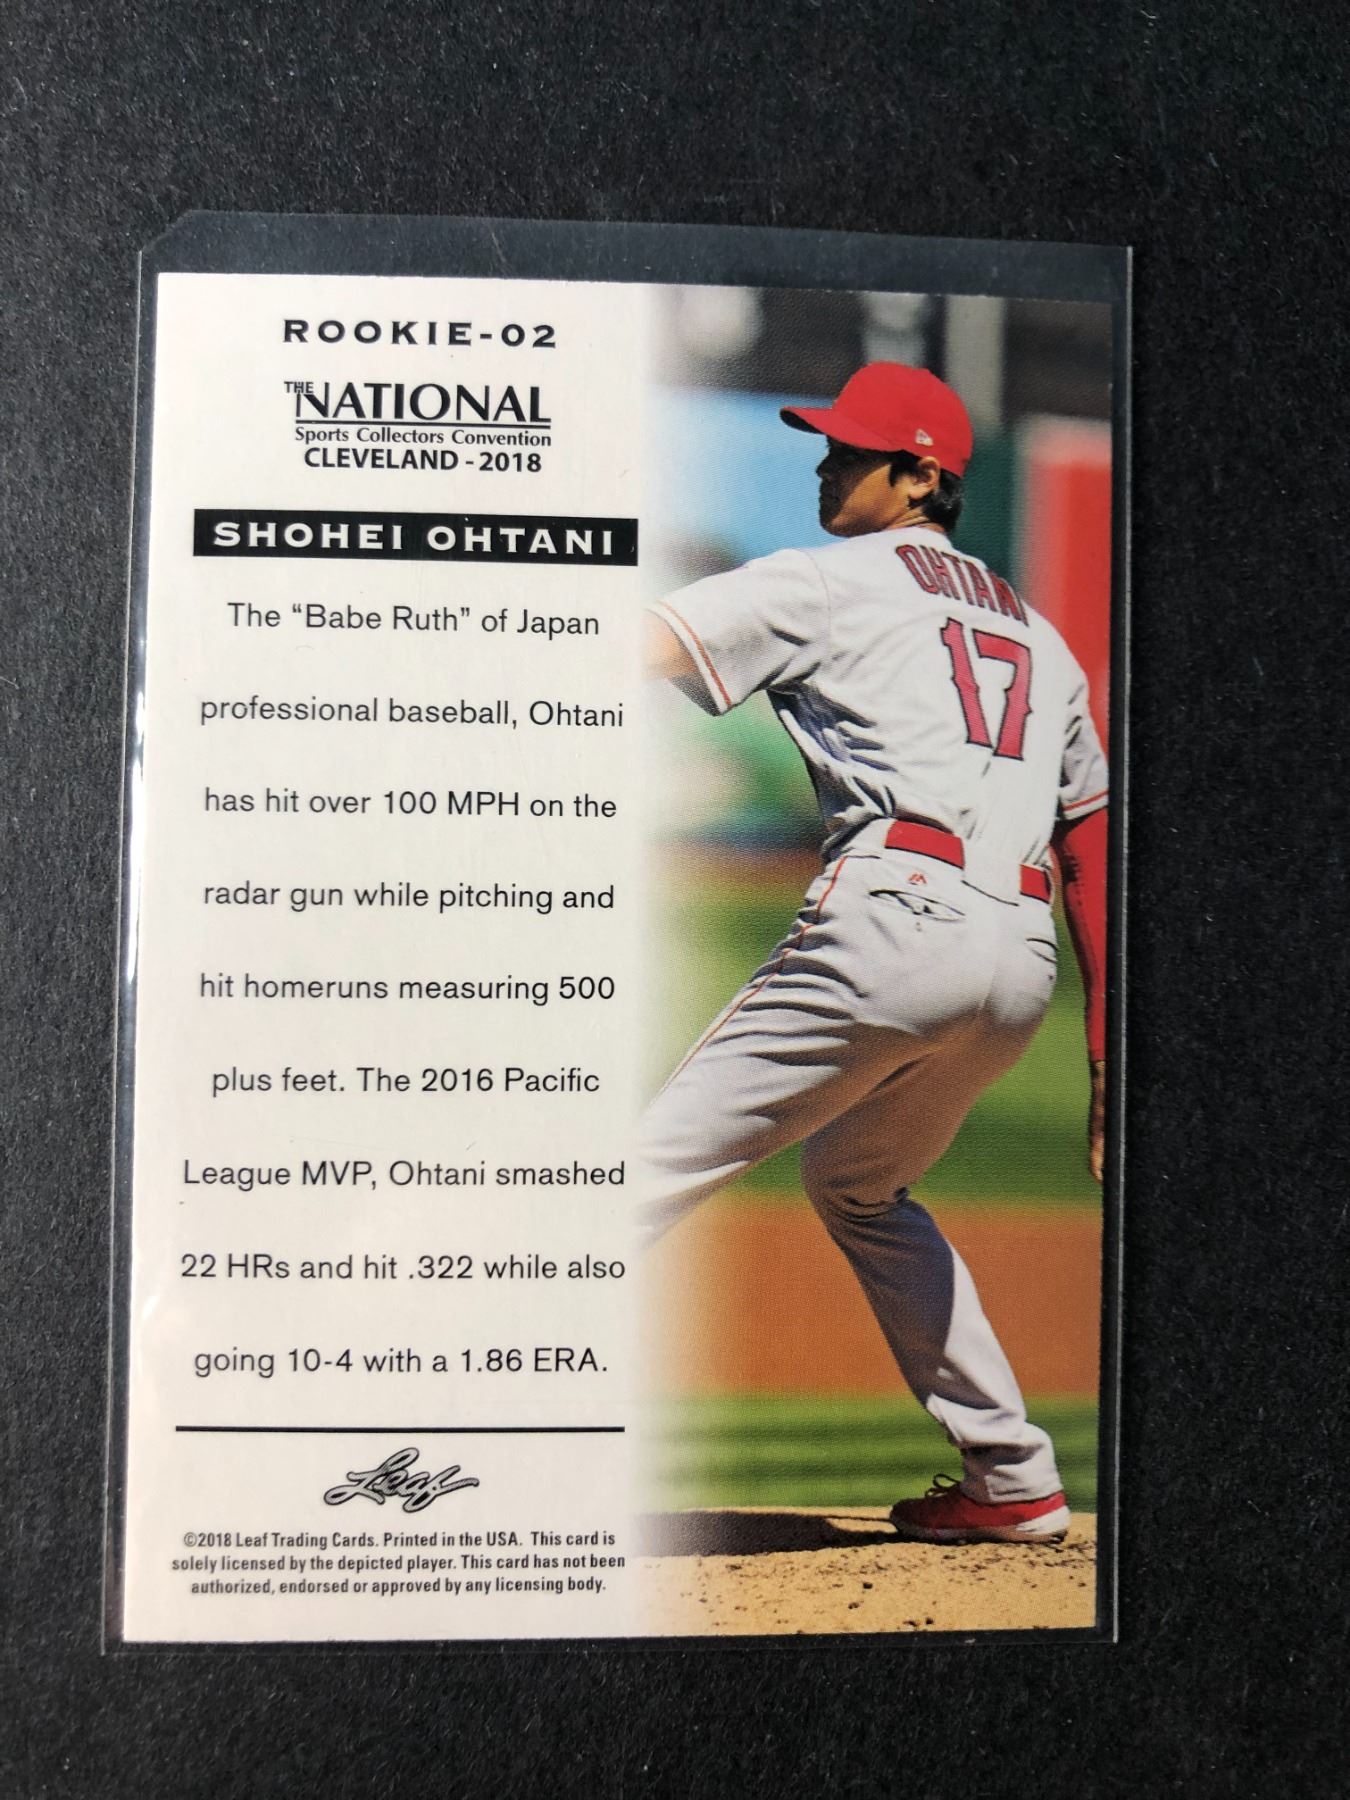 ROOKIE-02
THE NATIONAL
Sports Collectors Convention
CLEVELAND - 2018
SHOHEI OHTANI
The “Babe Ruth” of Japan
professional baseball, Ohtani
has hit over 100 MPH on the
radar gun while pitching and
hit homeruns measuring 500
plus feet. The 2016 Pacific
League MVP, Ohtani smashed
22 HRs and hit .322 while also
going 10-4 with a 1.86 ERA.
Leaf
©2018 Leaf Trading Cards. Printed in the USA. This card is
solely licensed by the depicted player. This card has not been
authorized, endorsed or approved by any licensing body.
OHTANI
17